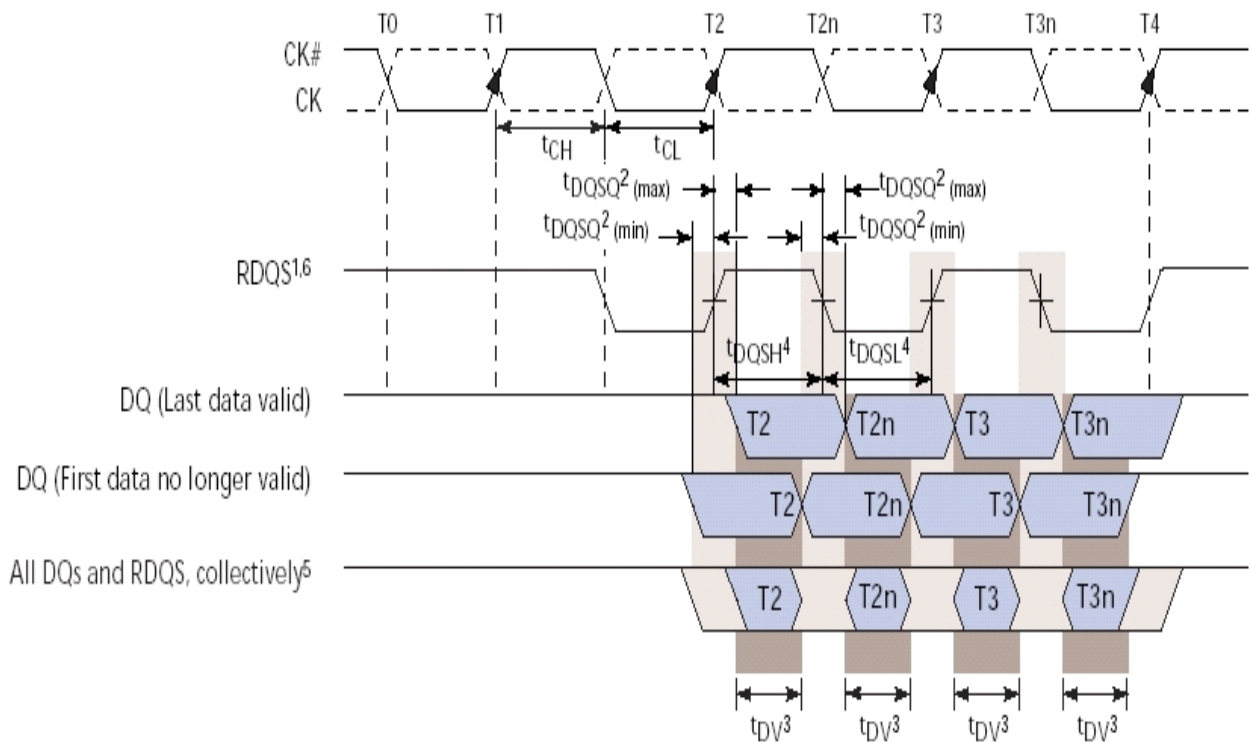 T0 T1 T2 T2n T3 T3n T4
CK#
CK
tCH tCL
tDQSQ² (max) tDQSQ² (max)
tDQSQ² (min) tDQSQ² (min)
RDQS¹,⁶
tDQSH⁴ tDQSL⁴
DQ (Last data valid)
T2 T2n T3 T3n
DQ (First data no longer valid)
T2 T2n T3 T3n
All DQs and RDQS, collectively⁵
T2 T2n T3 T3n
tDV³ tDV³ tDV³ tDV³